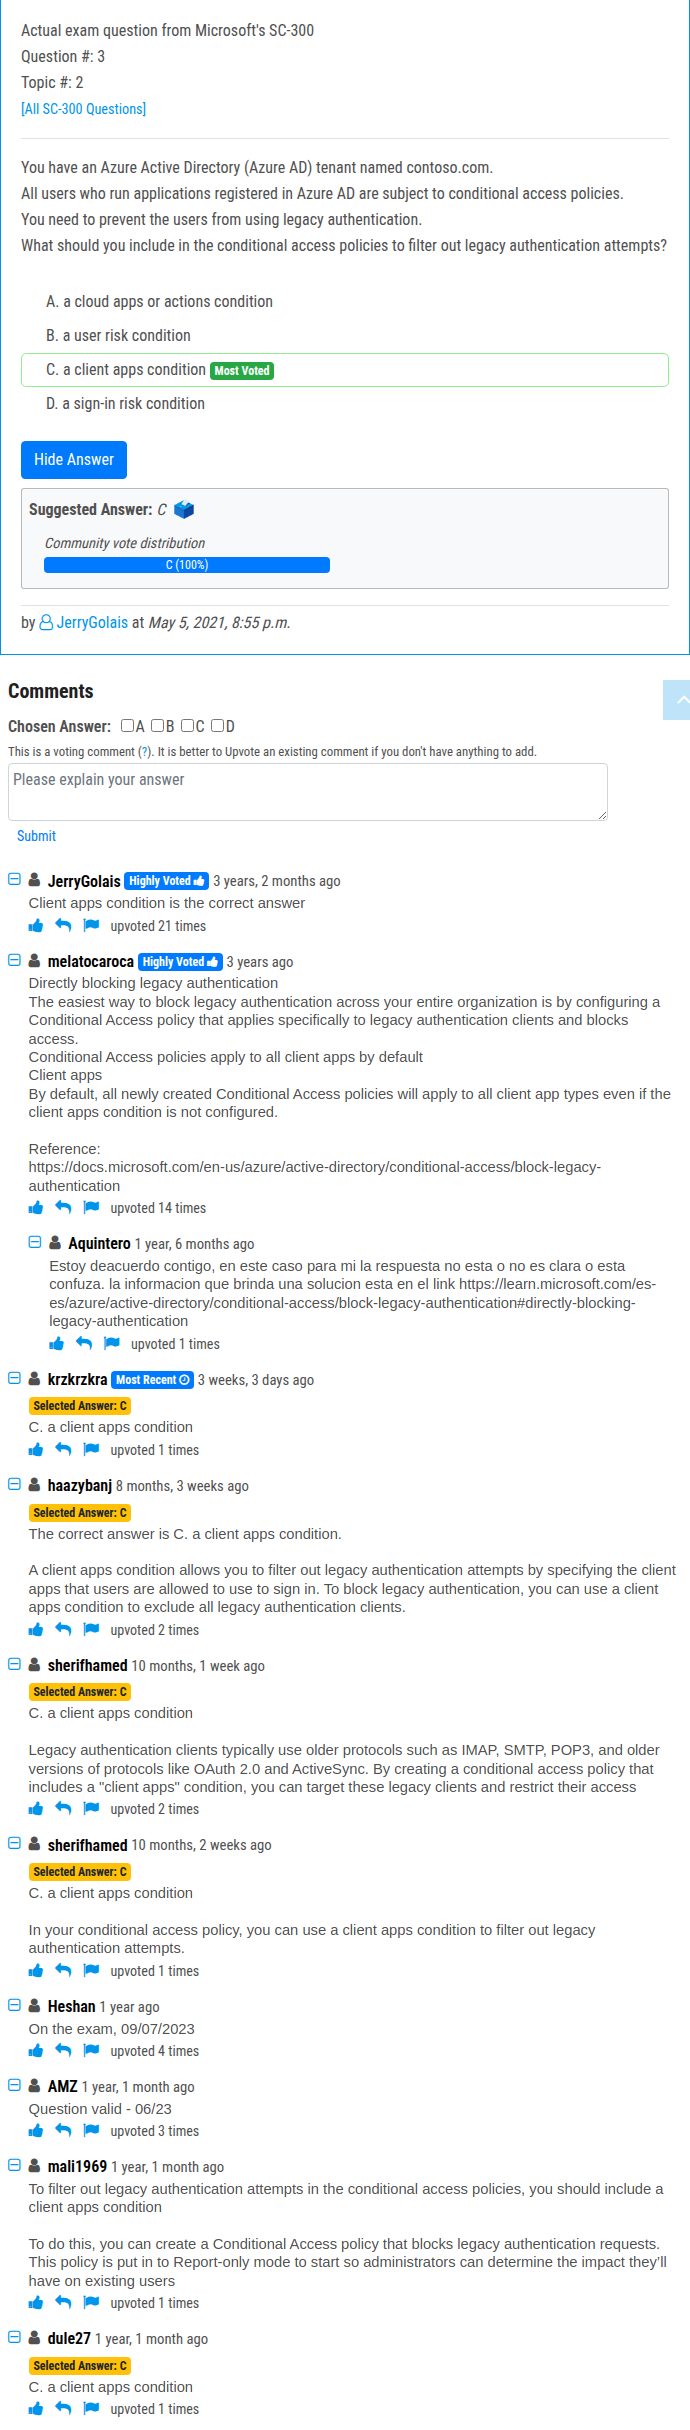 Actual exam question from Microsoft's SC-300
Question #: 3
Topic #: 2
[All SC-300 Questions]
You have an Azure Active Directory (Azure AD) tenant named contoso.com.
All users who run applications registered in Azure AD are subject to conditional access policies.
You need to prevent the users from using legacy authentication.
What should you include in the conditional access policies to filter out legacy authentication attempts?
A. a cloud apps or actions condition
B. a user risk condition
C. a client apps condition Most Voted
D. a sign-in risk condition
Hide Answer
Suggested Answer: C
Community vote distribution
C (100%)
by JerryGolais at May 5, 2021, 8:55 p.m.
Comments
Chosen Answer: A B C D
This is a voting comment (?). It is better to Upvote an existing comment if you don't have anything to add.
Please explain your answer
Submit
JerryGolais Highly Voted 3 years, 2 months ago
Client apps condition is the correct answer
upvoted 21 times
melatocaroca Highly Voted 3 years ago
Directly blocking legacy authentication
The easiest way to block legacy authentication across your entire organization is by configuring a
Conditional Access policy that applies specifically to legacy authentication clients and blocks
access.
Conditional Access policies apply to all client apps by default
Client apps
By default, all newly created Conditional Access policies will apply to all client app types even if the
client apps condition is not configured.
Reference:
https://docs.microsoft.com/en-us/azure/active-directory/conditional-access/block-legacy-
authentication
upvoted 14 times
Aquintero 1 year, 6 months ago
Estoy deacuerdo contigo, en este caso para mi la respuesta no esta o no es clara o esta
confuza. la informacion que brinda una solucion esta en el link https://learn.microsoft.com/es-
es/azure/active-directory/conditional-access/block-legacy-authentication#directly-blocking-
legacy-authentication
upvoted 1 times
krzkrzkra Most Recent 3 weeks, 3 days ago
Selected Answer: C
C. a client apps condition
upvoted 1 times
haazybanj 8 months, 3 weeks ago
Selected Answer: C
The correct answer is C. a client apps condition.
A client apps condition allows you to filter out legacy authentication attempts by specifying the client
apps that users are allowed to use to sign in. To block legacy authentication, you can use a client
apps condition to exclude all legacy authentication clients.
upvoted 2 times
sherifhamed 10 months, 1 week ago
Selected Answer: C
C. a client apps condition
Legacy authentication clients typically use older protocols such as IMAP, SMTP, POP3, and older
versions of protocols like OAuth 2.0 and ActiveSync. By creating a conditional access policy that
includes a "client apps" condition, you can target these legacy clients and restrict their access
upvoted 2 times
sherifhamed 10 months, 2 weeks ago
Selected Answer: C
C. a client apps condition
In your conditional access policy, you can use a client apps condition to filter out legacy
authentication attempts.
upvoted 1 times
Heshan 1 year ago
On the exam, 09/07/2023
upvoted 4 times
AMZ 1 year, 1 month ago
Question valid - 06/23
upvoted 3 times
mali1969 1 year, 1 month ago
To filter out legacy authentication attempts in the conditional access policies, you should include a
client apps condition
To do this, you can create a Conditional Access policy that blocks legacy authentication requests.
This policy is put in to Report-only mode to start so administrators can determine the impact they'll
have on existing users
upvoted 1 times
dule27 1 year, 1 month ago
Selected Answer: C
C. a client apps condition
upvoted 1 times